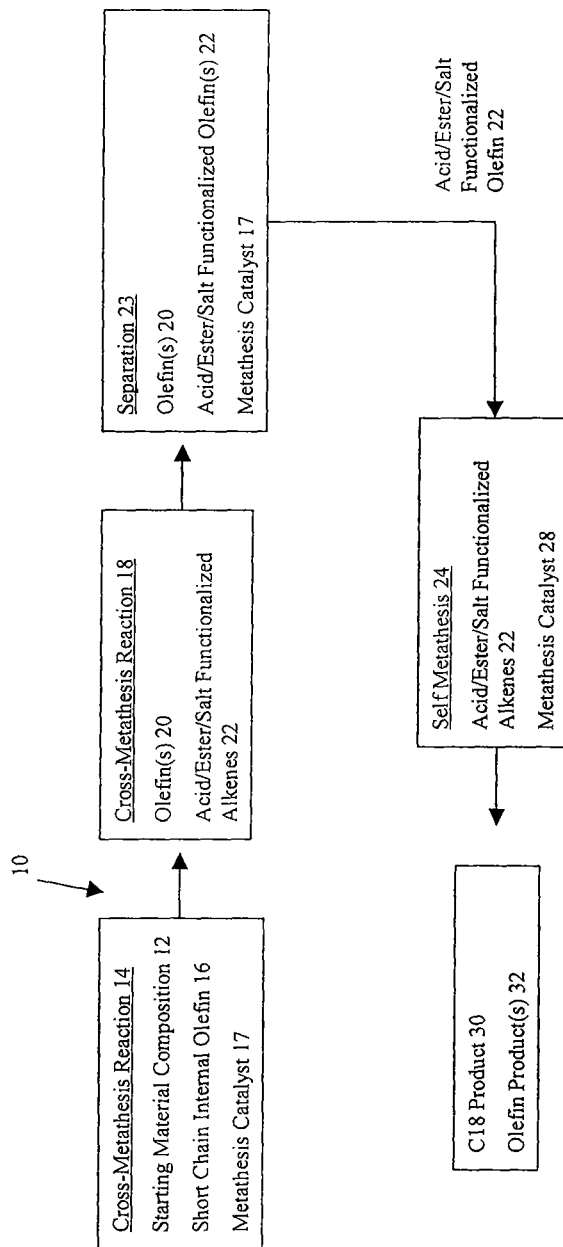 10
Cross-Metathesis Reaction 14
Starting Material Composition 12
Short Chain Internal Olefin 16
Metathesis Catalyst 17
Cross-Metathesis Reaction 18
Olefin(s) 20
Acid/Ester/Salt Functionalized
Alkenes 22
Separation 23
Olefin(s) 20
Acid/Ester/Salt Functionalized Olefin(s) 22
Metathesis Catalyst 17
Acid/Ester/Salt
Functionalized
Olefin 22
Self Metathesis 24
Acid/Ester/Salt Functionalized
Alkenes 22
Metathesis Catalyst 28
C18 Product 30
Olefin Product(s) 32